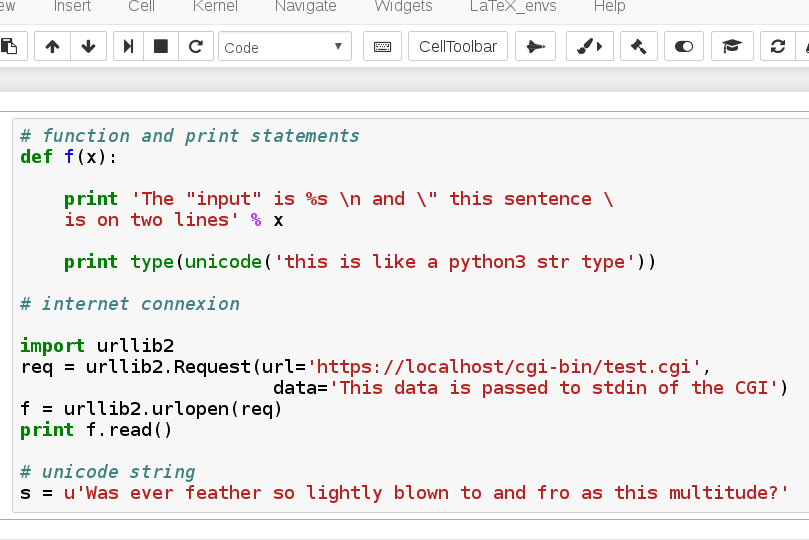 ew Insert Cell Kernel Navigate Widgets LaTeX_envs Help
Code CellToolbar
# function and print statements
def f(x):
    print 'The "input" is %s \n and \" this sentence \
    is on two lines' % x
    print type(unicode('this is like a python3 str type'))
# internet connexion
import urllib2
req = urllib2.Request(url='https://localhost/cgi-bin/test.cgi',
                       data='This data is passed to stdin of the CGI')
f = urllib2.urlopen(req)
print f.read()
# unicode string
s = u'Was ever feather so lightly blown to and fro as this multitude?'